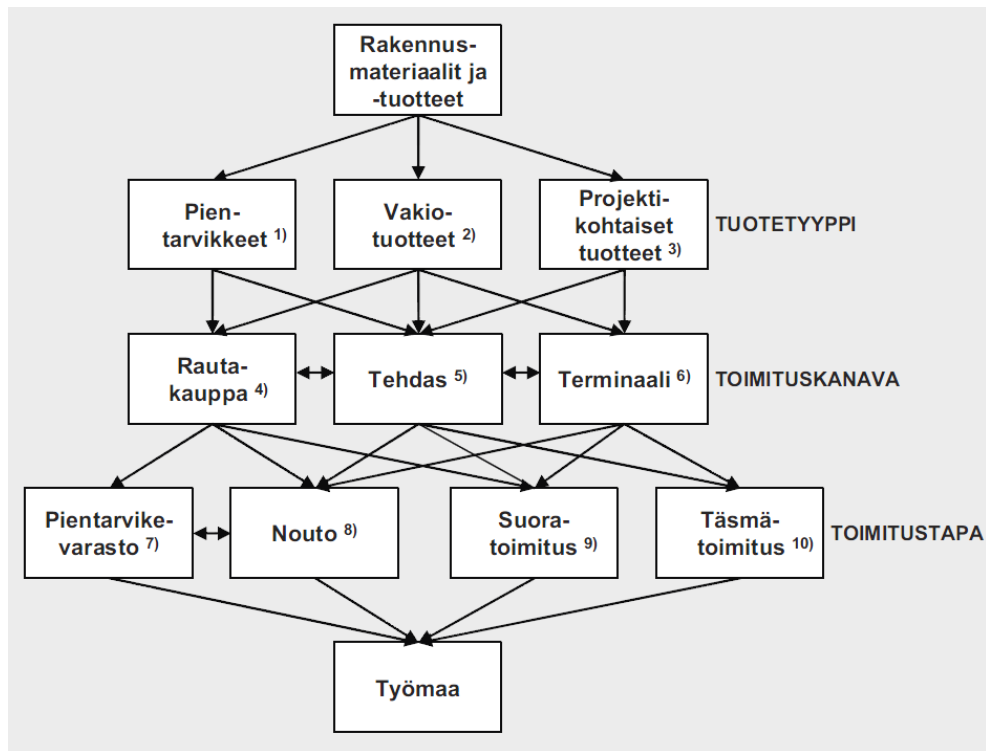 Rakennus-
materiaalit ja
-tuotteet
Pien-
tarvikkeet 1)
Vakio-
tuotteet 2)
Projekti-
kohtaiset
tuotteet 3)
TUOTETYYPPI
Rauta-
kauppa 4)
Tehdas 5)
Terminaali 6)
TOIMITUSKANAVA
Pientarvike-
varasto 7)
Nouto 8)
Suora-
toimitus 9)
Täsmä-
toimitus 10)
TOIMITUSTAPA
Työmaa